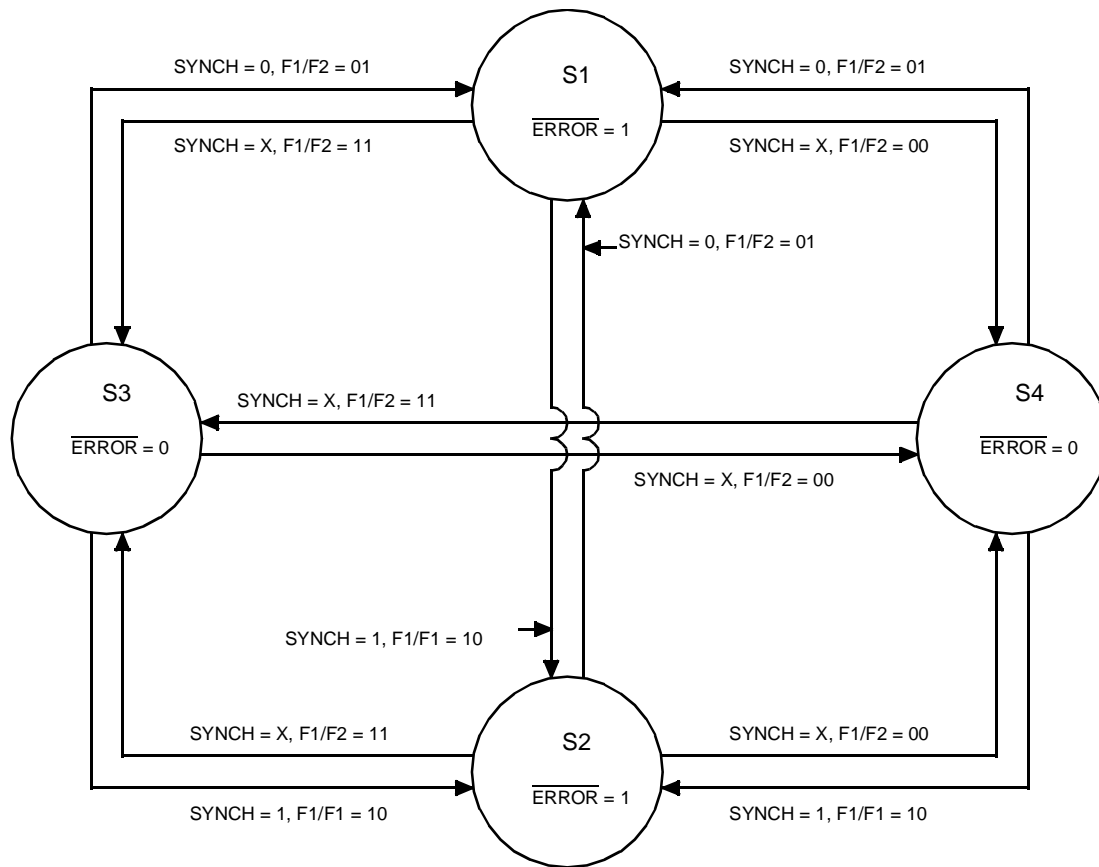 SYNCH = 0, F1/F2 = 01
S1
SYNCH = 0, F1/F2 = 01
ERROR = 1
SYNCH = X, F1/F2 = 11
SYNCH = X, F1/F2 = 00
SYNCH = 0, F1/F2 = 01
S3
SYNCH = X, F1/F2 = 11
S4
ERROR = 0
ERROR = 0
SYNCH = X, F1/F2 = 00
SYNCH = 1, F1/F1 = 10
SYNCH = X, F1/F2 = 11
S2
SYNCH = X, F1/F2 = 00
ERROR = 1
SYNCH = 1, F1/F1 = 10
SYNCH = 1, F1/F1 = 10